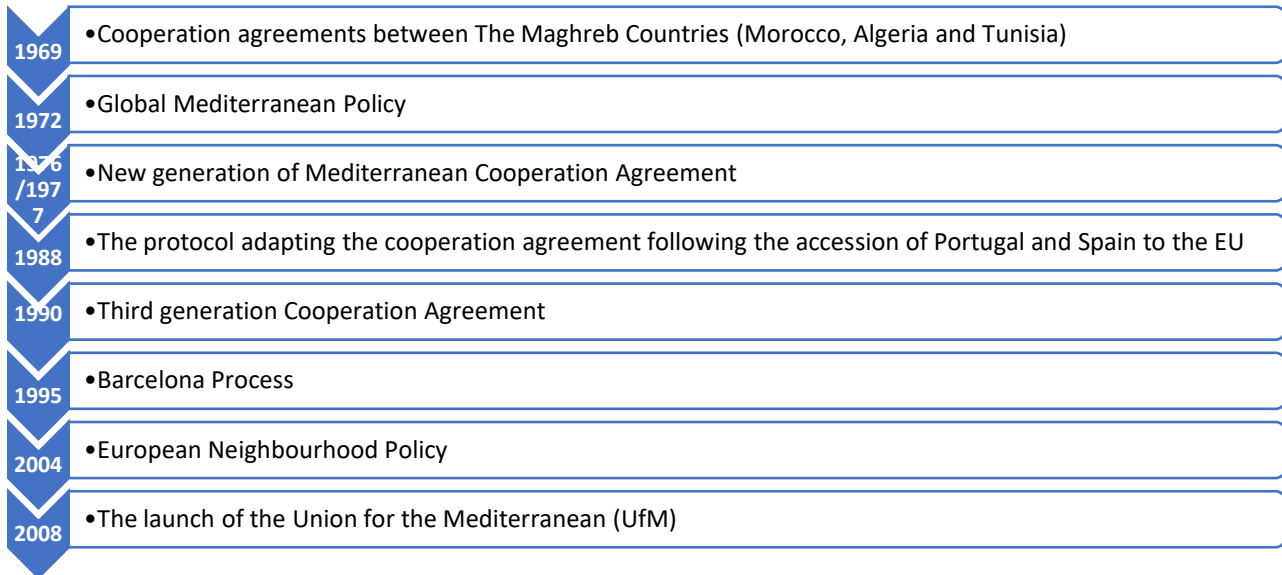 1969
•Cooperation agreements between The Maghreb Countries (Morocco, Algeria and Tunisia)
1972
•Global Mediterranean Policy
1976
/197
7
•New generation of Mediterranean Cooperation Agreement
1988
•The protocol adapting the cooperation agreement following the accession of Portugal and Spain to the EU
1990
•Third generation Cooperation Agreement
1995
•Barcelona Process
2004
•European Neighbourhood Policy
2008
•The launch of the Union for the Mediterranean (UfM)